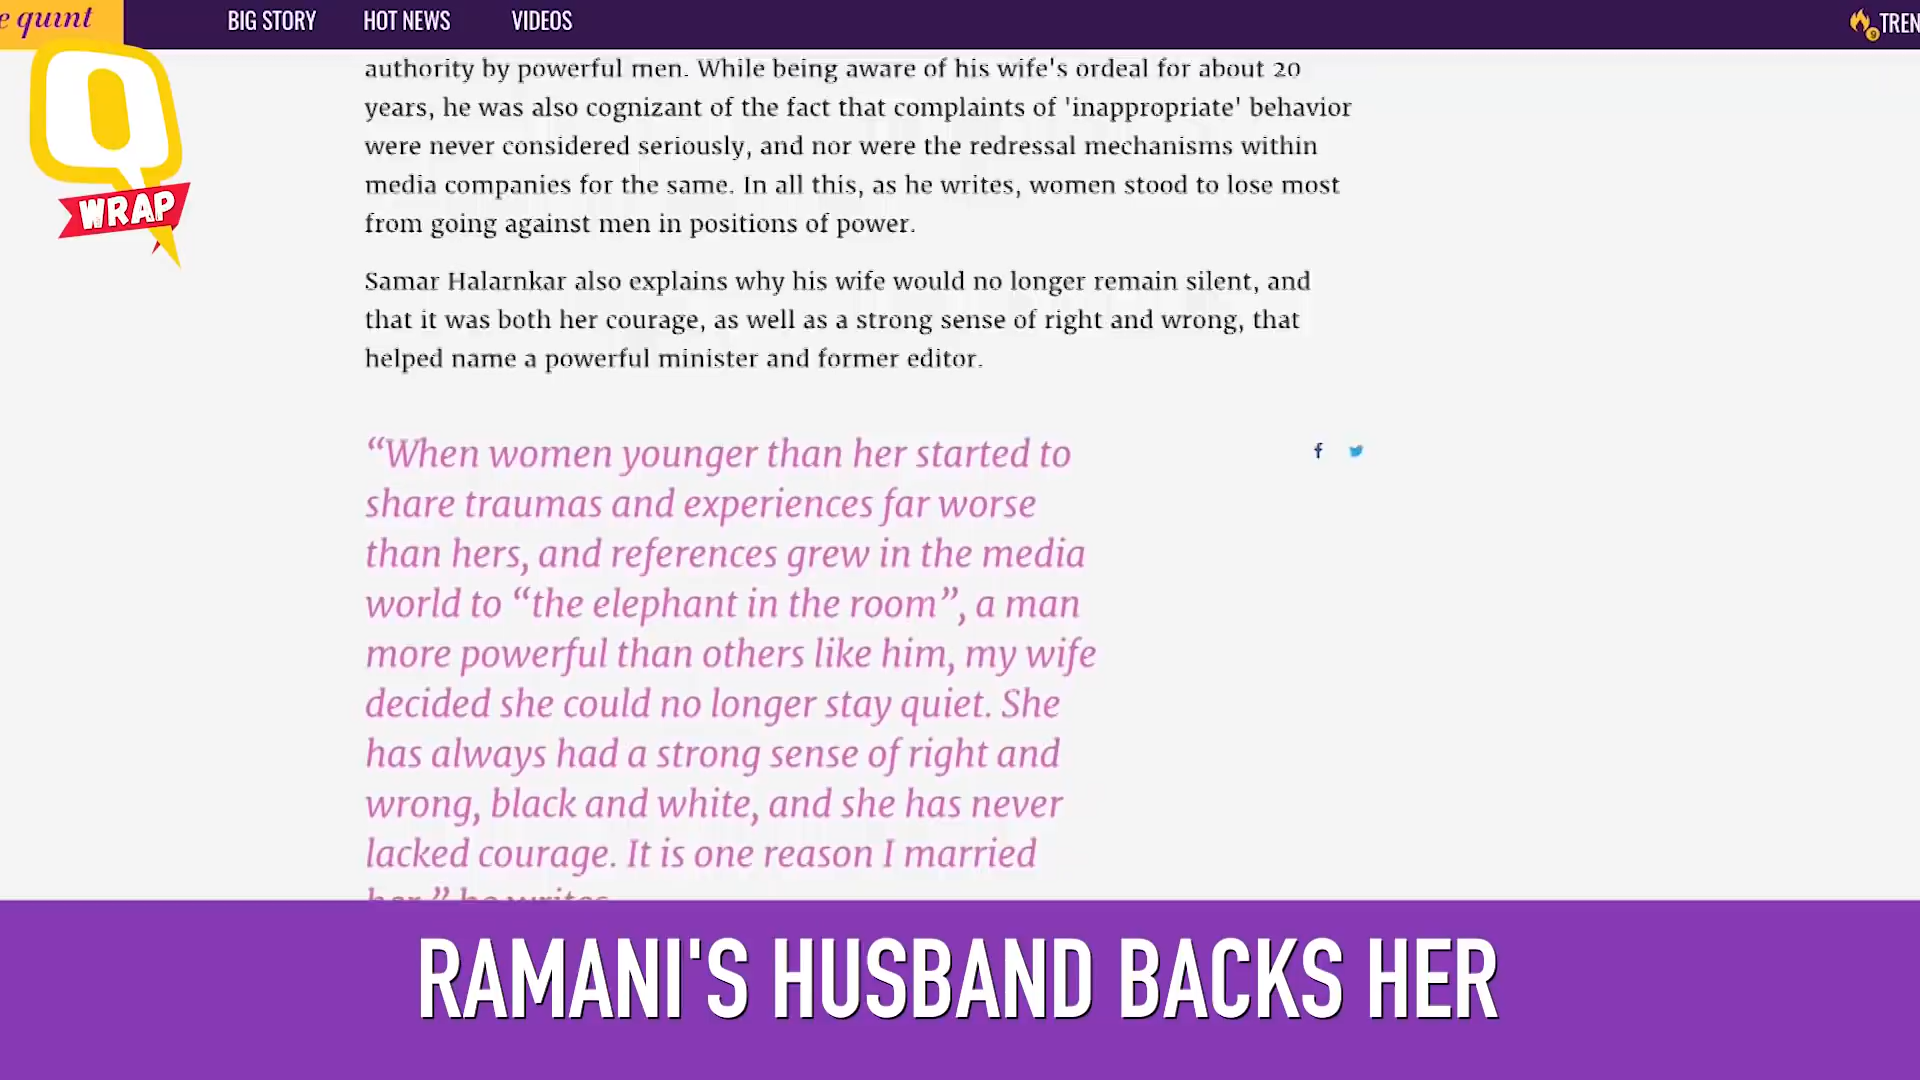 e quint BIG STORY HOT NEWS VIDEOS TREN
WRAP
authority by powerful men. While being aware of his wife's ordeal for about 20
years, he was also cognizant of the fact that complaints of 'inappropriate' behavior
were never considered seriously, and nor were the redressal mechanisms within
media companies for the same. In all this, as he writes, women stood to lose most
from going against men in positions of power.
Samar Halarnkar also explains why his wife would no longer remain silent, and
that it was both her courage, as well as a strong sense of right and wrong, that
helped name a powerful minister and former editor.
“When women younger than her started to
share traumas and experiences far worse
than hers, and references grew in the media
world to “the elephant in the room”, a man
more powerful than others like him, my wife
decided she could no longer stay quiet. She
has always had a strong sense of right and
wrong, black and white, and she has never
lacked courage. It is one reason I married
her,” he writes.
RAMANI'S HUSBAND BACKS HER